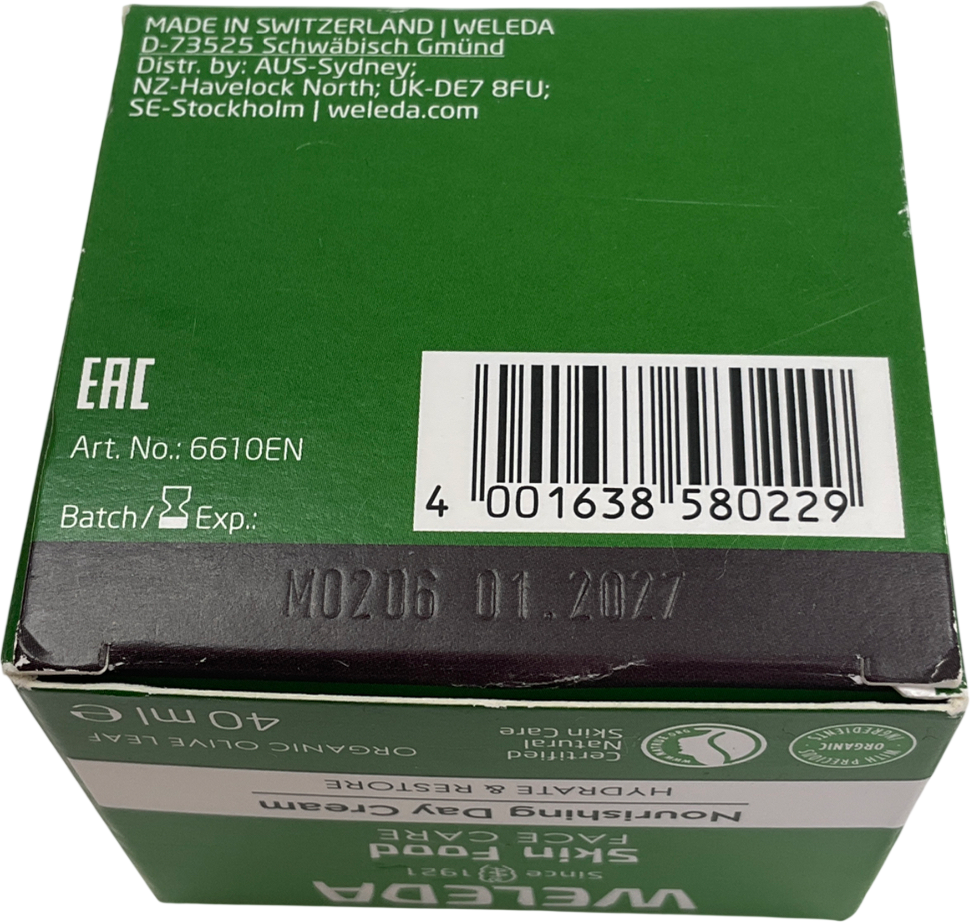 MADE IN SWITZERLAND | WELEDA
D-73525 Schwäbisch Gmünd
Distr. by: AUS-Sydney;
NZ-Havelock North; UK-DE7 8FU;
SE-Stockholm | weleda.com
EAC
Art. No.: 6610EN
Batch/ Exp.:
4 001638 580229
M0206 01.2027
WELEDA
Since 1921
Skin Food
FACE CARE
Nourishing Day Cream
HYDRATE & RESTORE
WITH PRECIOUS
ORGANIC
INGREDIENTS
Certified
Natural
Skin Care
ORGANIC OLIVE LEAF
40 ml e